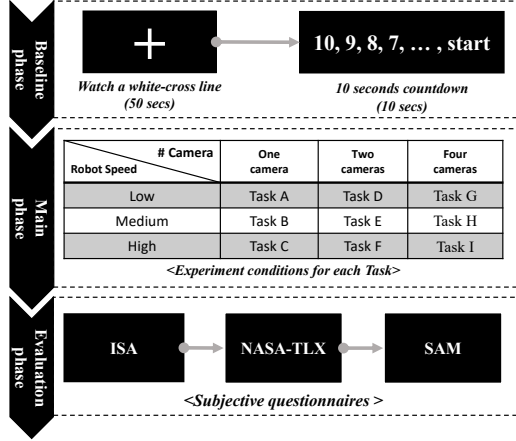 Baseline
phase
10, 9, 8, 7, ... , start
Watch a white-cross line
(50 secs)
10 seconds countdown
(10 secs)
Main
phase
# Camera
Robot Speed
One
camera
Two
cameras
Four
cameras
Low Task A Task D Task G
Medium Task B Task E Task H
High Task C Task F Task I
<Experiment conditions for each Task>
Evaluation
phase
ISA
NASA-TLX
SAM
<Subjective questionnaires >